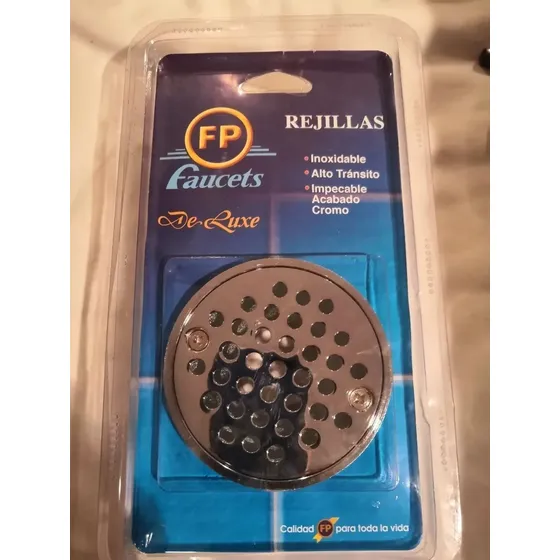 FP
Faucets
De-Luxe
REJILLAS
• Inoxidable
• Alto Tránsito
• Impecable
Acabado
Cromo
Calidad FP para toda la vida